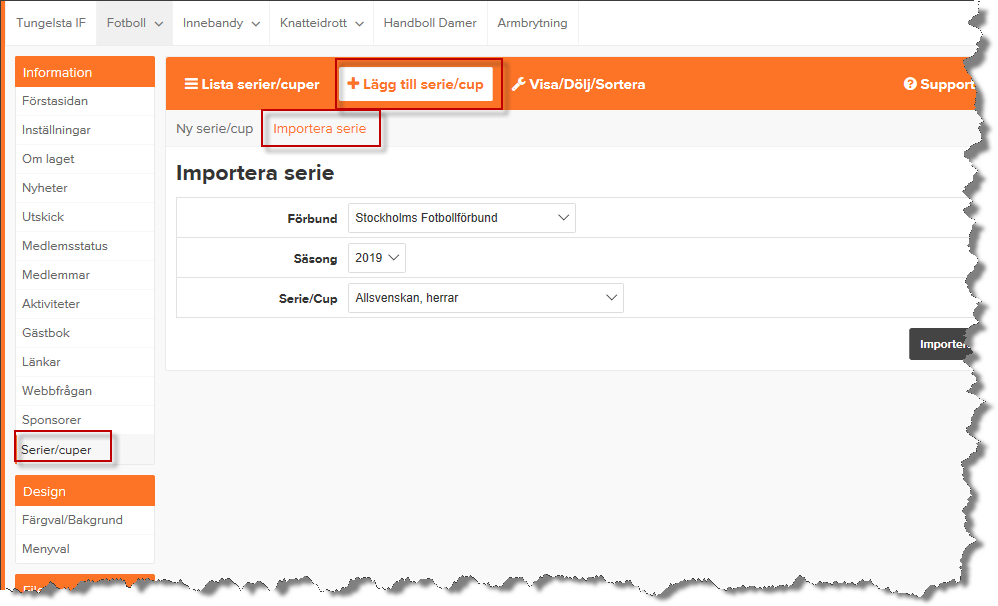 Tungelsta IF Fotboll Innebandy Knatteidrott Handboll Damer Armbrytning
Information
Förstasidan
Inställningar
Om laget
Nyheter
Utskick
Medlemsstatus
Medlemmar
Aktiviteter
Gästbok
Länkar
Webbfrågan
Sponsorer
Serier/cuper
Design
Färgval/Bakgrund
Menyval
Lista serier/cuper + Lägg till serie/cup Visa/Dölj/Sortera Support
Ny serie/cup Importera serie
Importera serie
Förbund Stockholms Fotbollförbund
Säsong 2019
Serie/Cup Allsvenskan, herrar
Importer